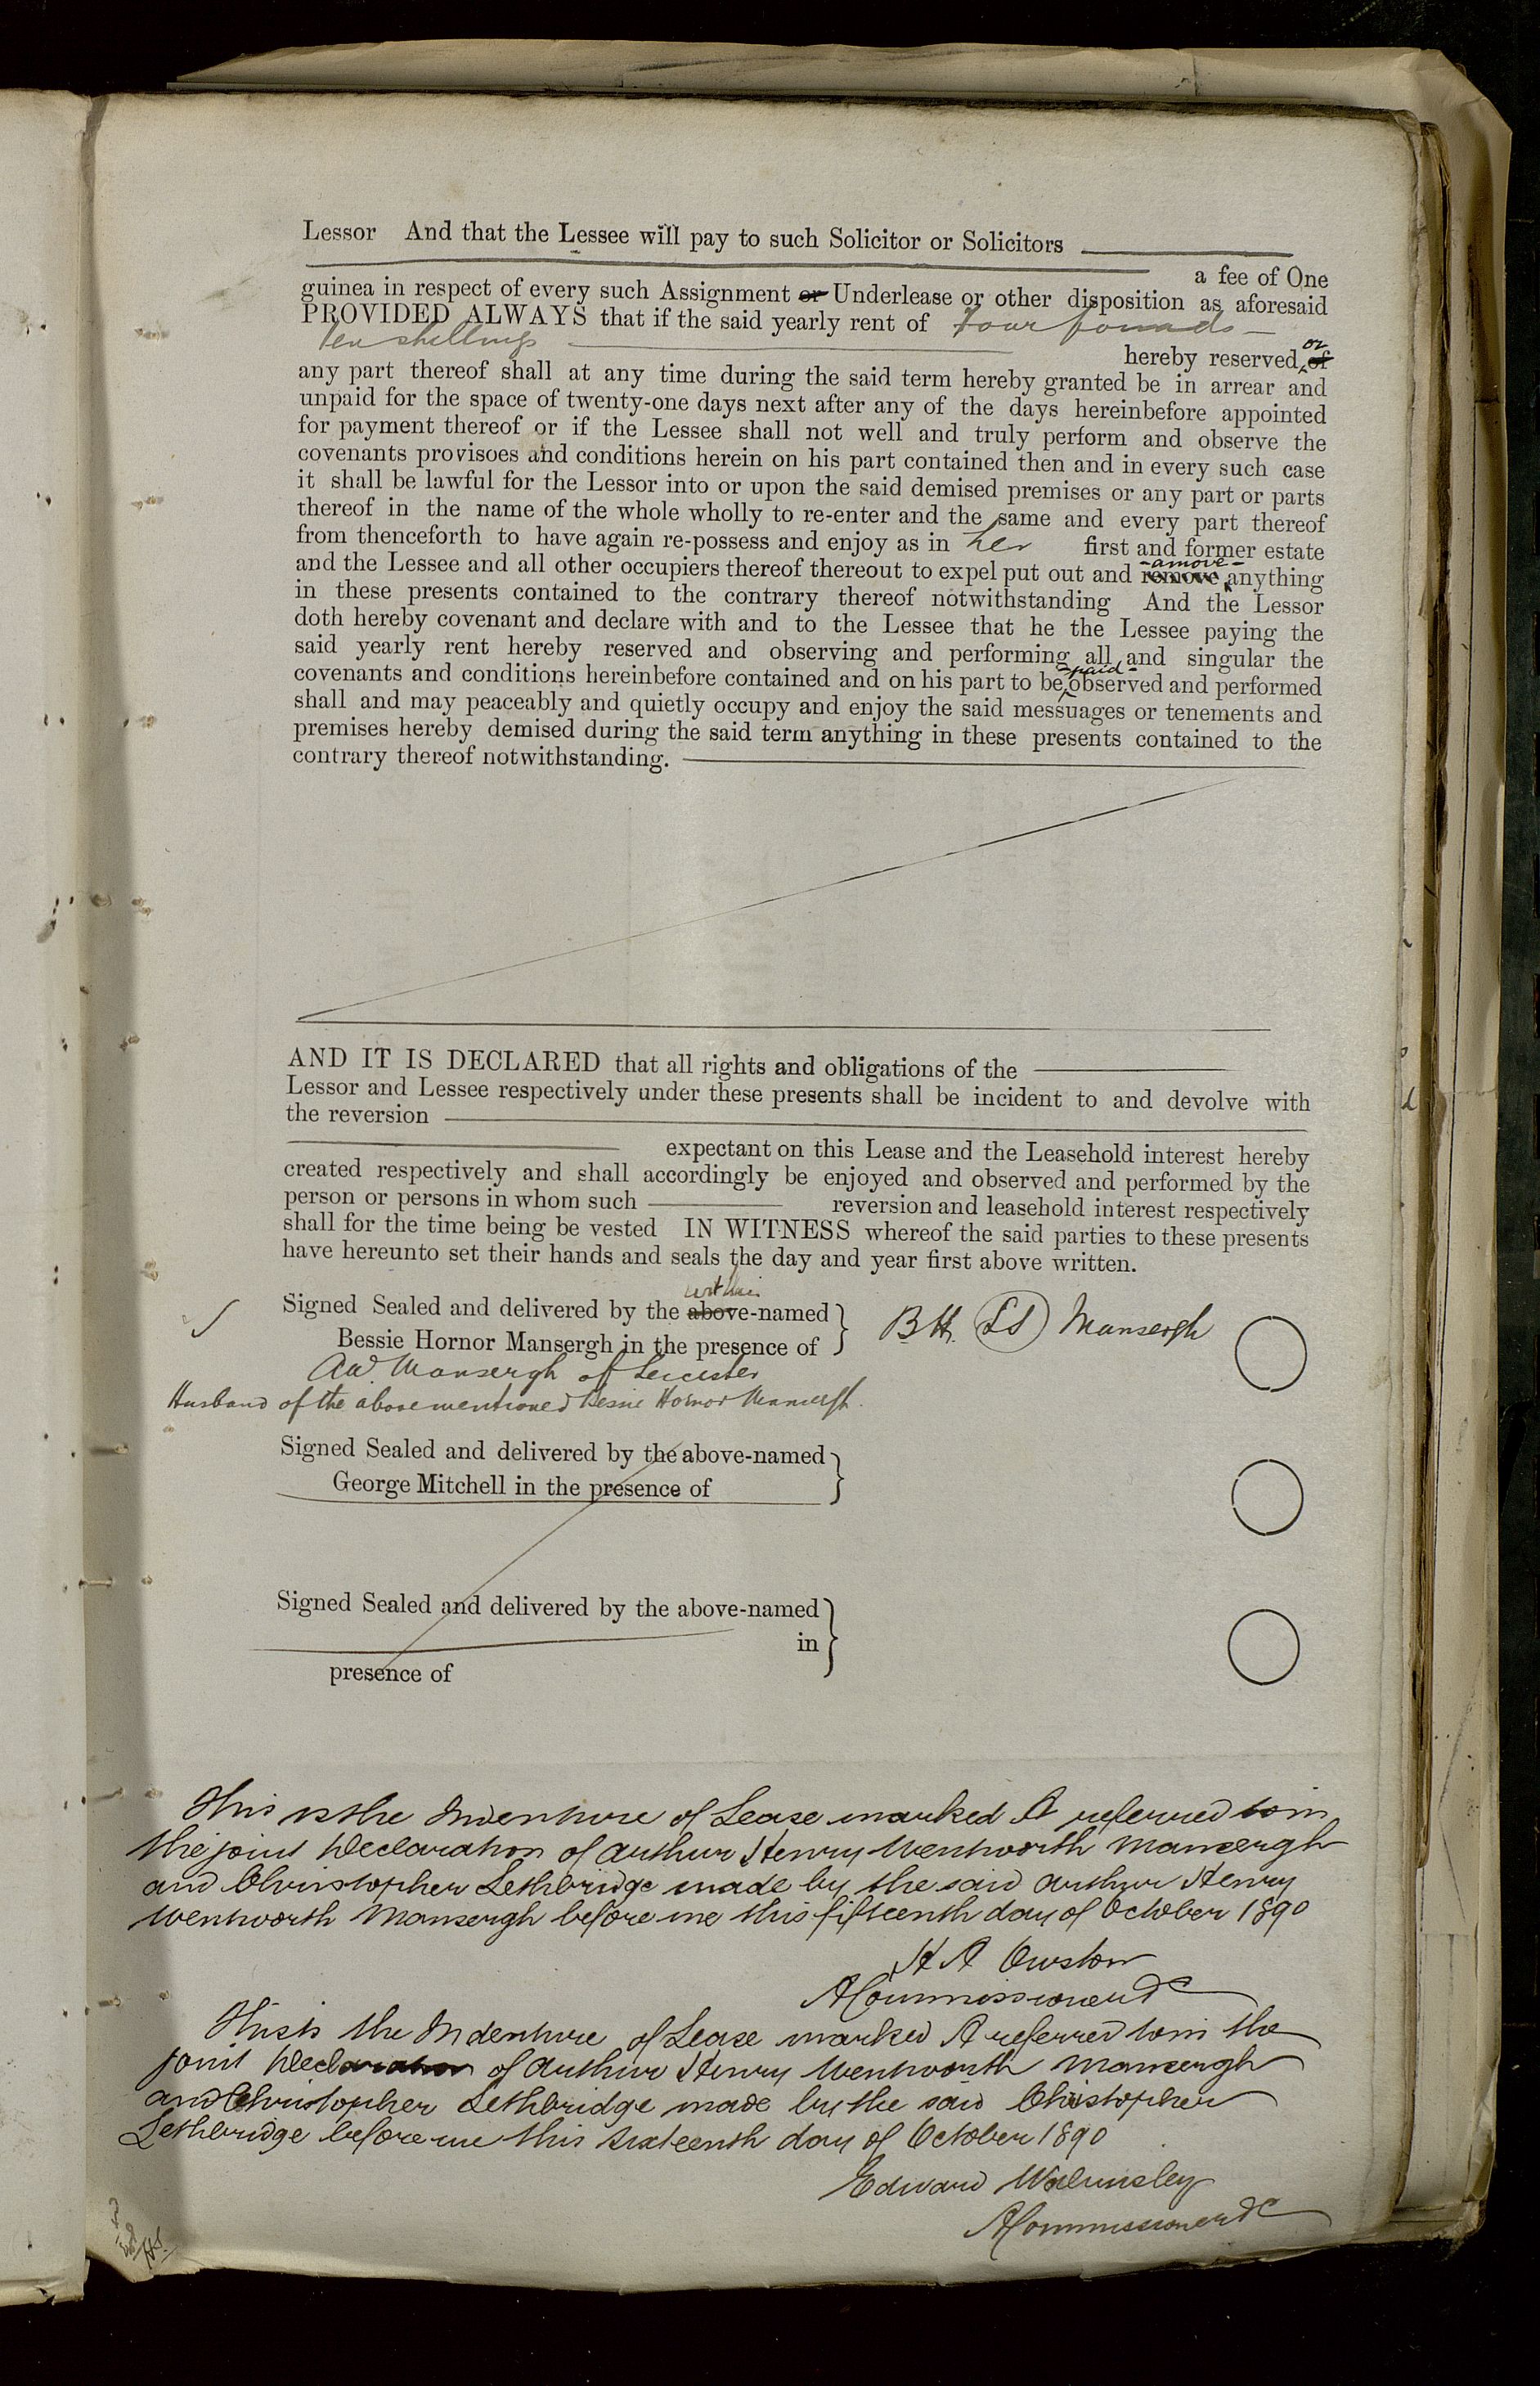 Lessor And that the Lessee will pay to such Solicitor or Solicitors
a fee of One
guinea in respect of every such Assignment or Underlease or other disposition as aforesaid
PROVIDED ALWAYS that if the said yearly rent of four pounds
ten shillings
or
hereby reserved of
any part thereof shall at any time during the said term hereby granted be in arrear and
unpaid for the space of twenty-one days next after any of the days hereinbefore appointed
for payment thereof or if the Lessee shall not well and truly perform and observe the
covenants provisoes and conditions herein on his part contained then and in every such case
it shall be lawful for the Lessor into or upon the said demised premises or any part or parts
thereof in the name of the whole wholly to re-enter and the same and every part thereof
from thenceforth to have again re-possess and enjoy as in her first and former estate
-amove-
and the Lessee and all other occupiers thereof thereout to expel put out and remove anything
in these presents contained to the contrary thereof notwithstanding And the Lessor
doth hereby covenant and declare with and to the Lessee that he the Lessee paying the
said yearly rent hereby reserved and observing and performing all and singular the
-paid-
covenants and conditions hereinbefore contained and on his part to be observed and performed
shall and may peaceably and quietly occupy and enjoy the said messuages or tenements and
premises hereby demised during the said term anything in these presents contained to the
contrary thereof notwithstanding.
AND IT IS DECLARED that all rights and obligations of the
Lessor and Lessee respectively under these presents shall be incident to and devolve with
the reversion
expectant on this Lease and the Leasehold interest hereby
created respectively and shall accordingly be enjoyed and observed and performed by the
person or persons in whom such reversion and leasehold interest respectively
shall for the time being be vested IN WITNESS whereof the said parties to these presents
have hereunto set their hands and seals the day and year first above written.
within
Signed Sealed and delivered by the above-named
Bessie Hornor Mansergh in the presence of
B H. LS Mansergh
Mansergh of Leicester
Husband of the above mentioned Bessie Hornor Mansergh.
Signed Sealed and delivered by the above-named
George Mitchell in the presence of
Signed Sealed and delivered by the above-named
in
presence of
This is the Indenture of Lease marked A referred to in
the joint Declaration of Arthur Henry Wentworth Mansergh
and Christopher Lethbridge made by the said Arthur Henry
Wentworth Mansergh before me this fifteenth day of October 1890
H A Owston
A Commissioner &c
This is the Indenture of Lease marked A referred to in the
joint Declaration of Arthur Henry Wentworth Mansergh
and Christopher Lethbridge made by the said Christopher
Lethbridge before me this sixteenth day of October 1890
Edward Walmsley
A Commissioner &c